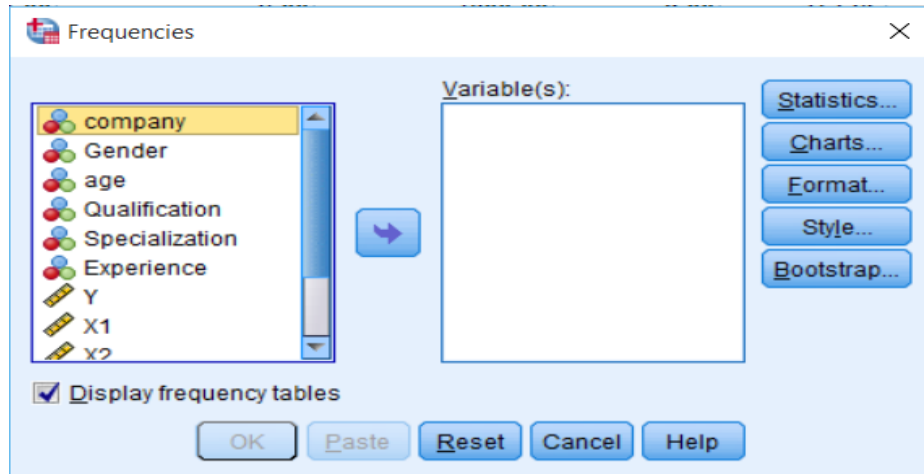 Frequencies
Variable(s):
company
Gender
age
Qualification
Specialization
Experience
Y
X1
X2
Statistics...
Charts...
Format...
Style...
Bootstrap...
Display frequency tables
OK Paste Reset Cancel Help